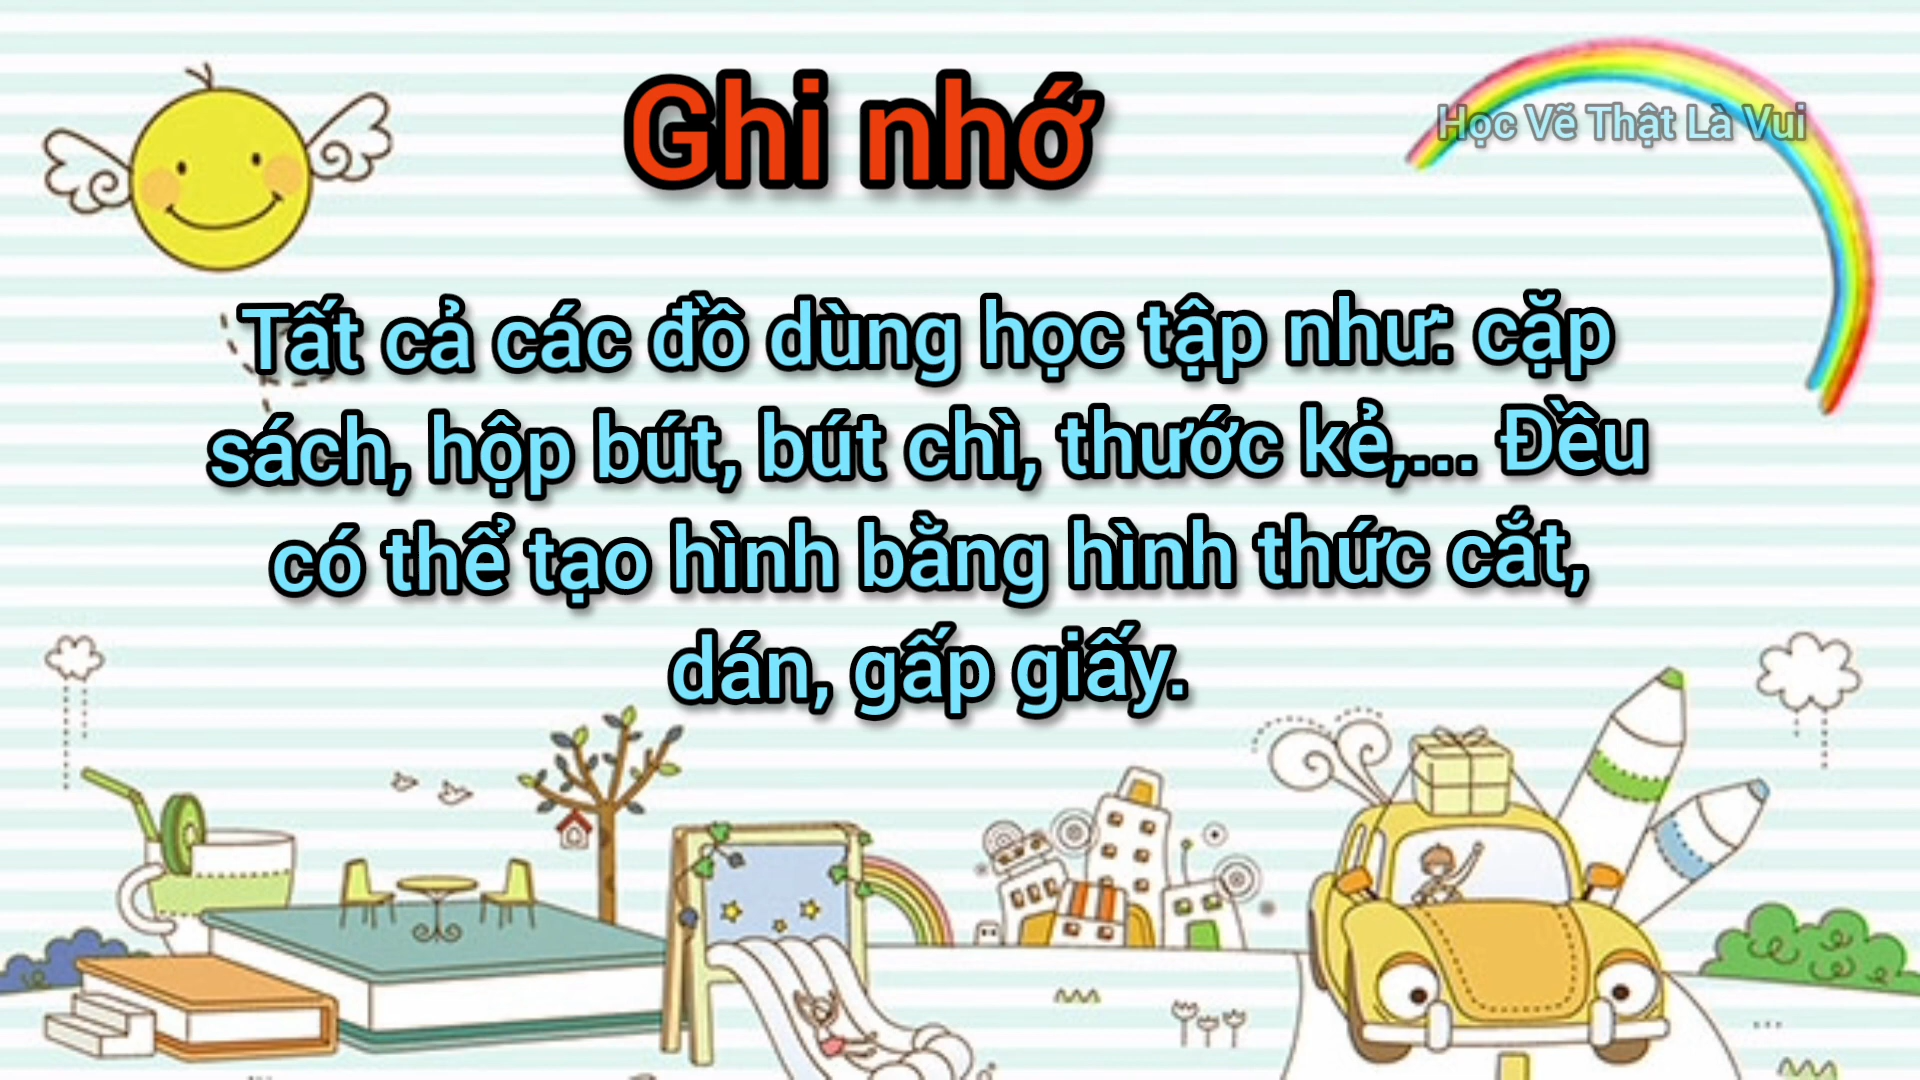 Ghi nhớ
Học Vẽ Thật Là Vui
Tất cả các đồ dùng học tập như: cặp
sách, hộp bút, bút chì, thước kẻ,... Đều
có thể tạo hình bằng hình thức cắt,
dán, gấp giấy.